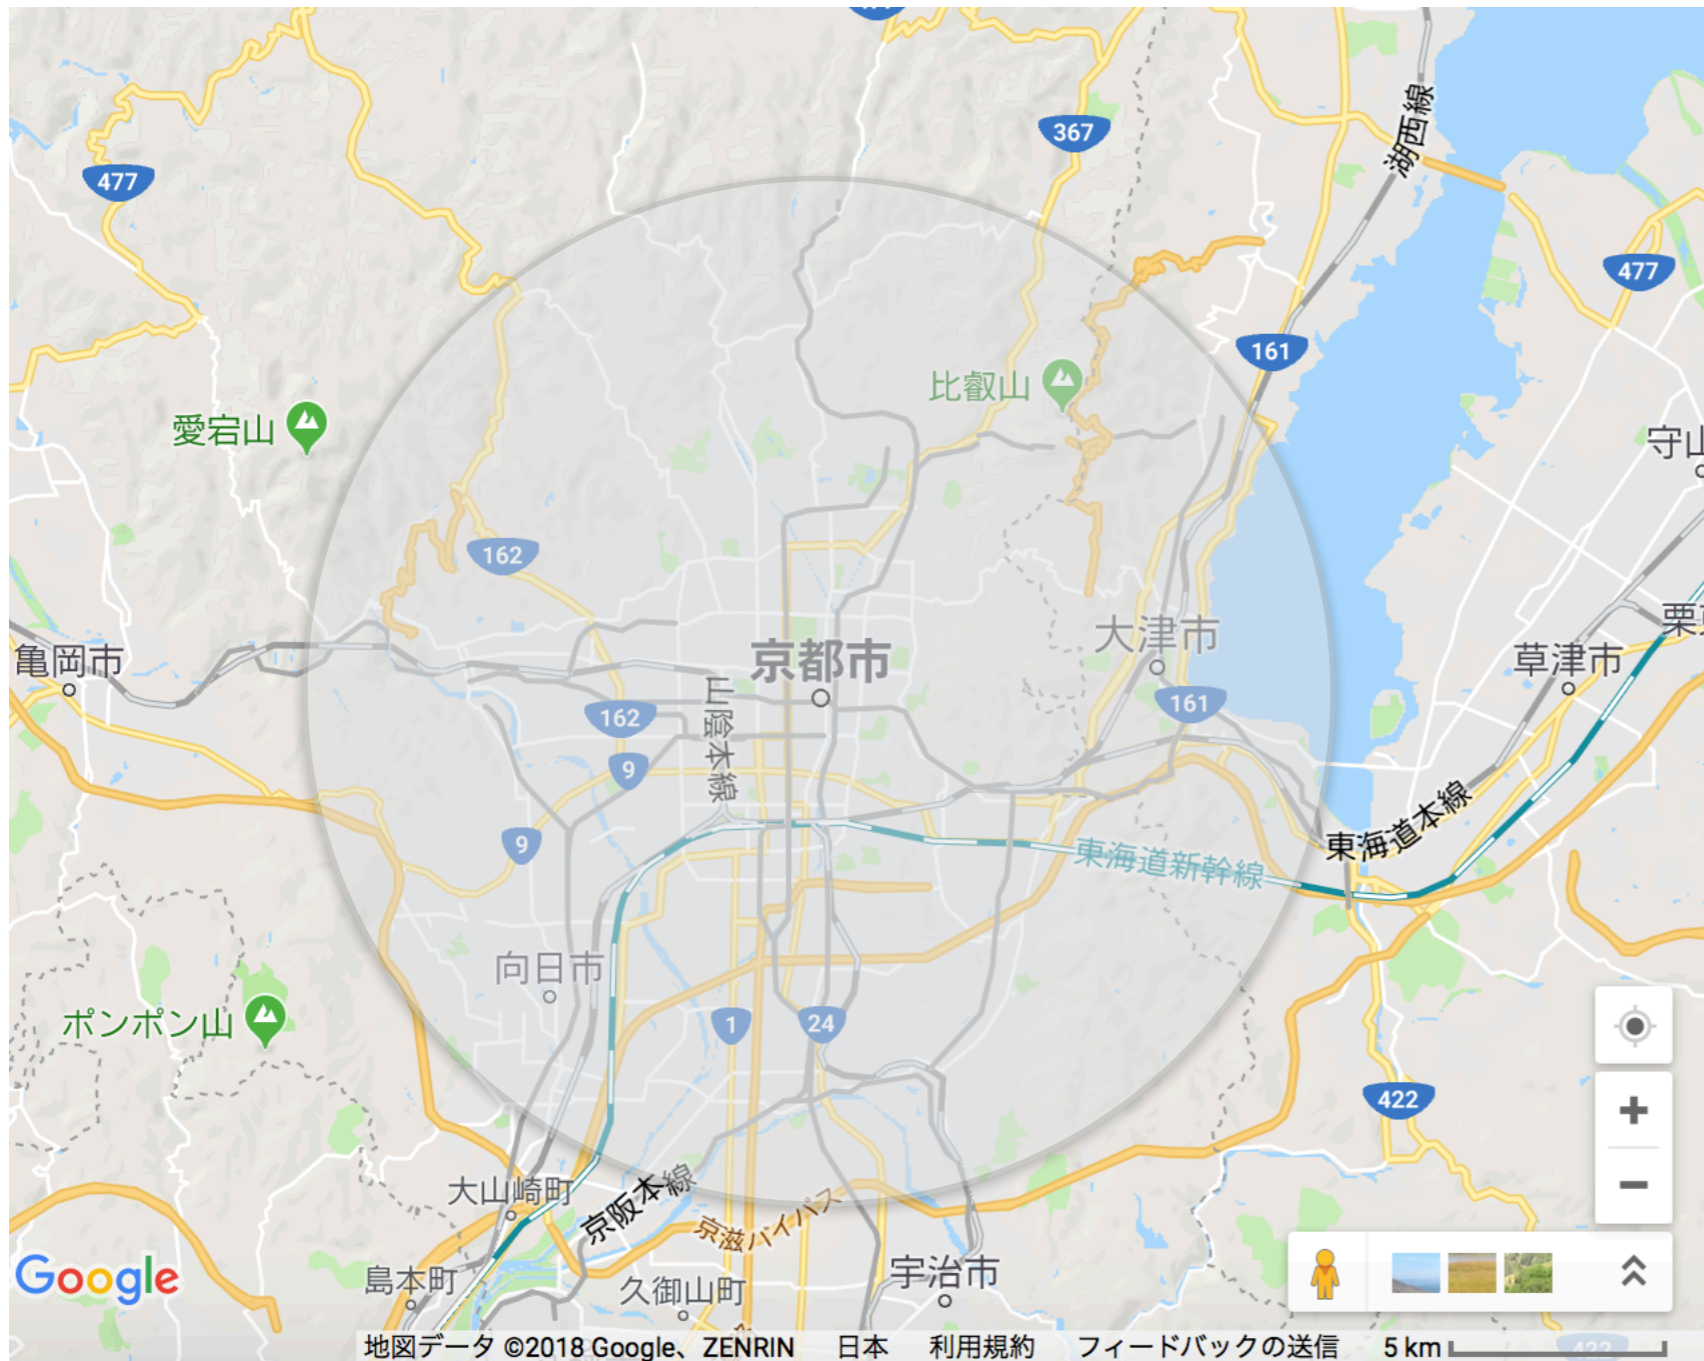 367
湖西線
477
477
161
比叡山
愛宕山
守山
162
大津市
京都市
亀岡市
草津市
162
161
山陰本線
9
9
東海道本線
東海道新幹線
向日市
ポンポン山
1
24
422
大山崎町
京阪本線
京滋バイパス
島本町
久御山町
宇治市
Google
地図データ ©2018 Google、ZENRIN 日本 利用規約 フィードバックの送信 5 km
422